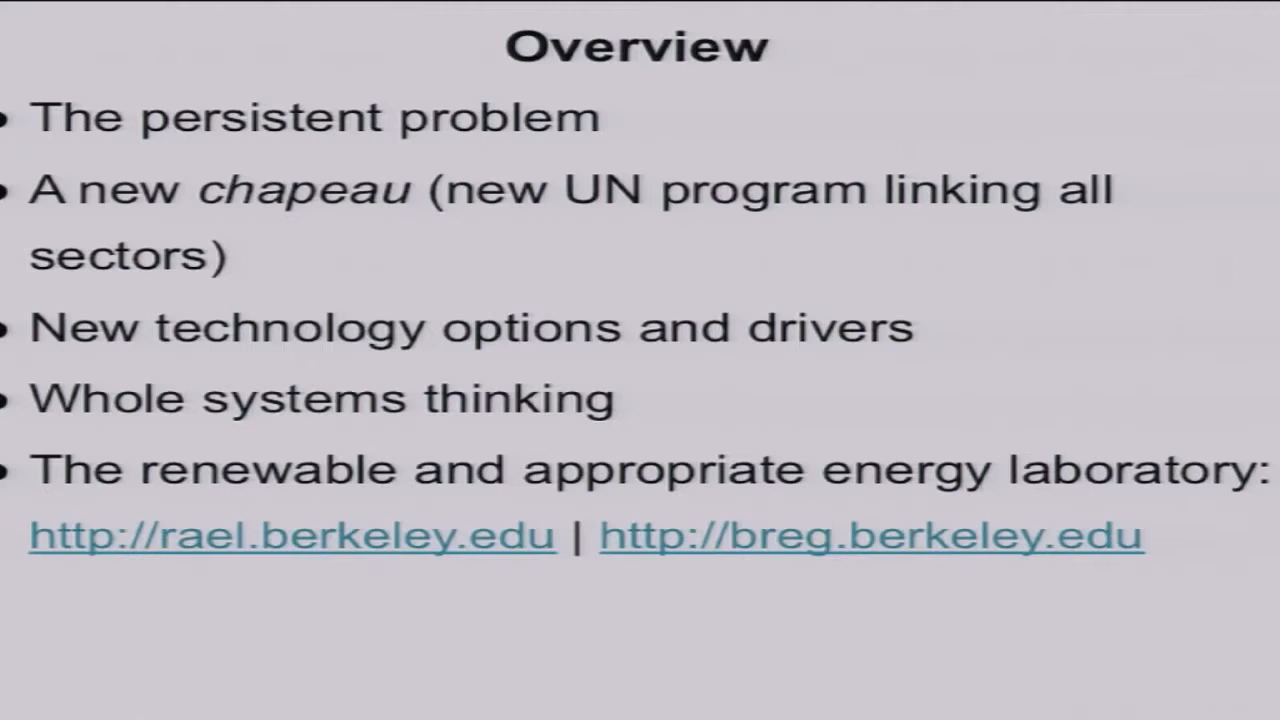 Overview
• The persistent problem
• A new chapeau (new UN program linking all
sectors)
• New technology options and drivers
• Whole systems thinking
• The renewable and appropriate energy laboratory:
http://rael.berkeley.edu | http://breg.berkeley.edu